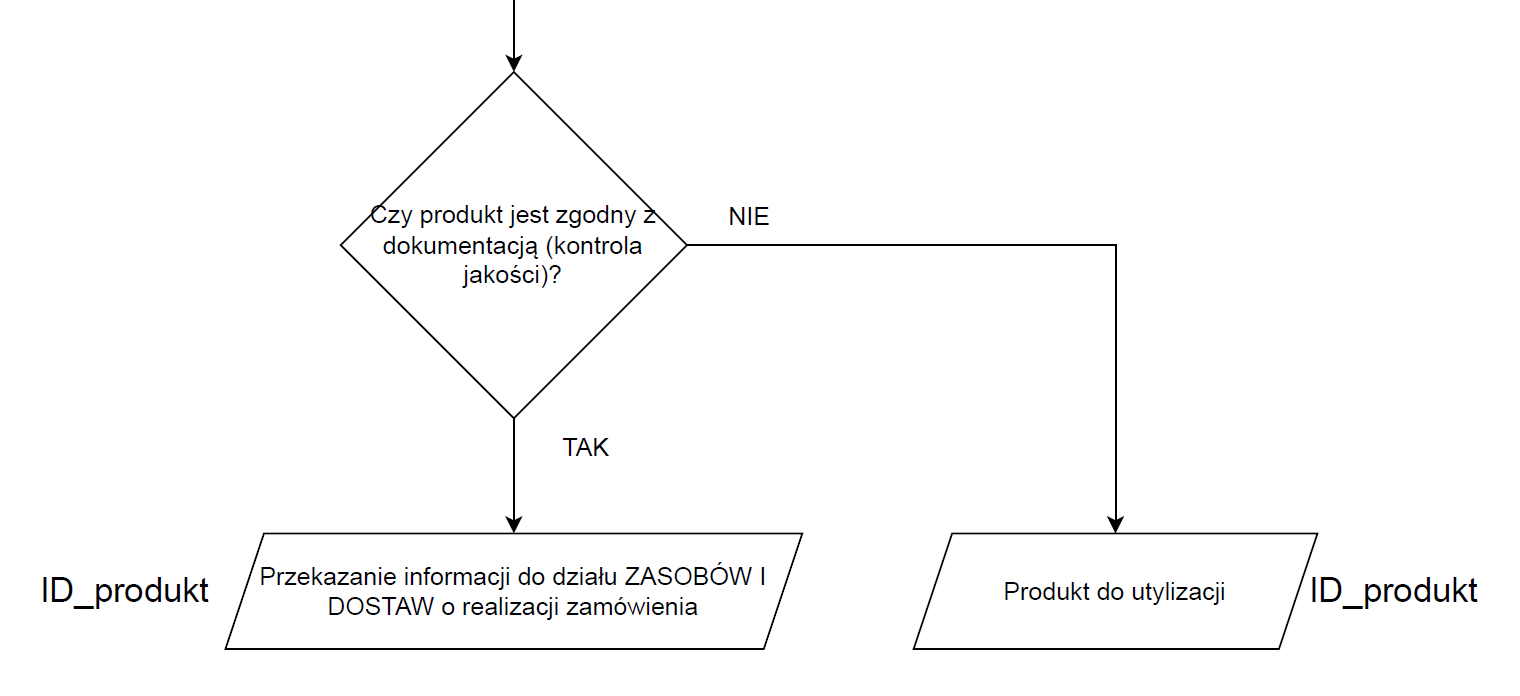 Czy produkt jest zgodny z
dokumentacją (kontrola
jakości)?
NIE
TAK
ID_produkt
Przekazanie informacji do działu ZASOBÓW I
DOSTAW o realizacji zamówienia
Produkt do utylizacji
ID_produkt